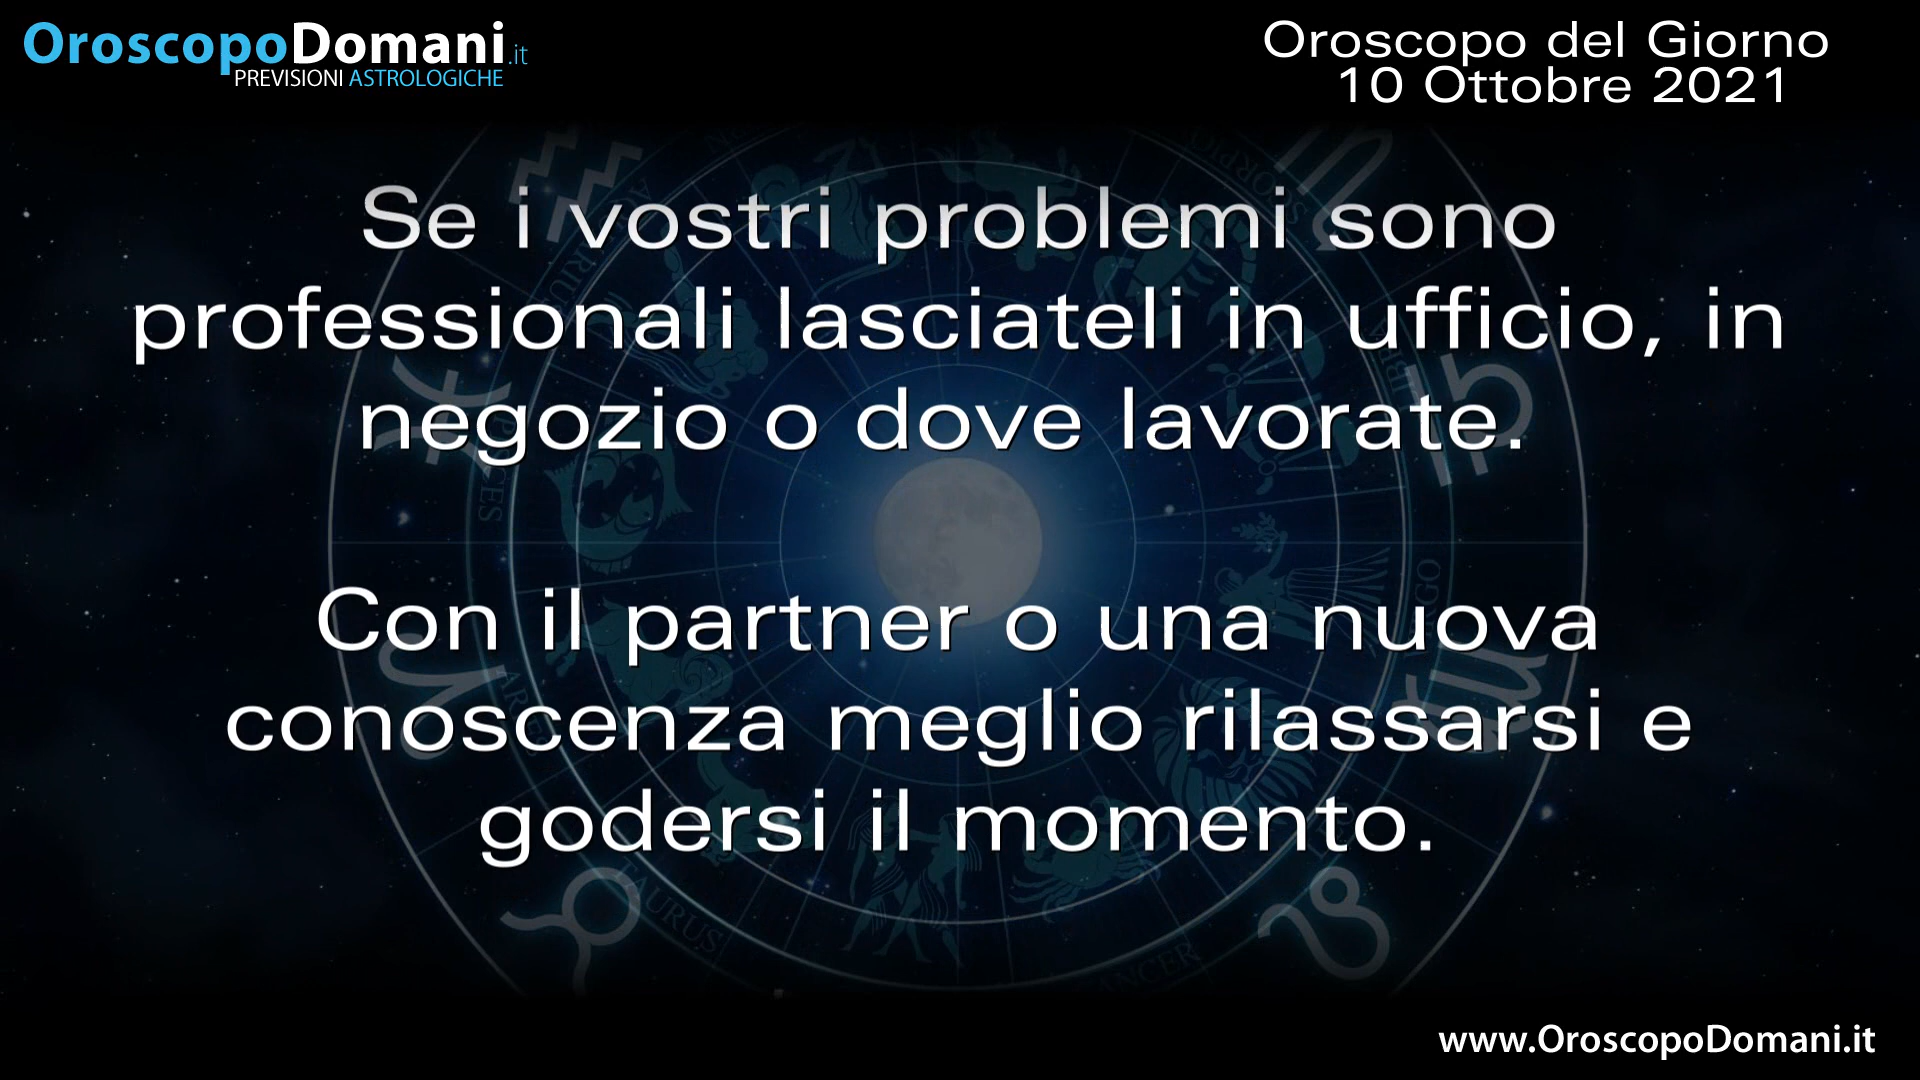 OroscopoDomani.it
PREVISIONI ASTROLOGICHE
Oroscopo del Giorno
10 Ottobre 2021
Se i vostri problemi sono
professionali lasciateli in ufficio, in
negozio o dove lavorate.
Con il partner o una nuova
conoscenza meglio rilassarsi e
godersi il momento.
TAURUS
www.OroscopoDomani.it